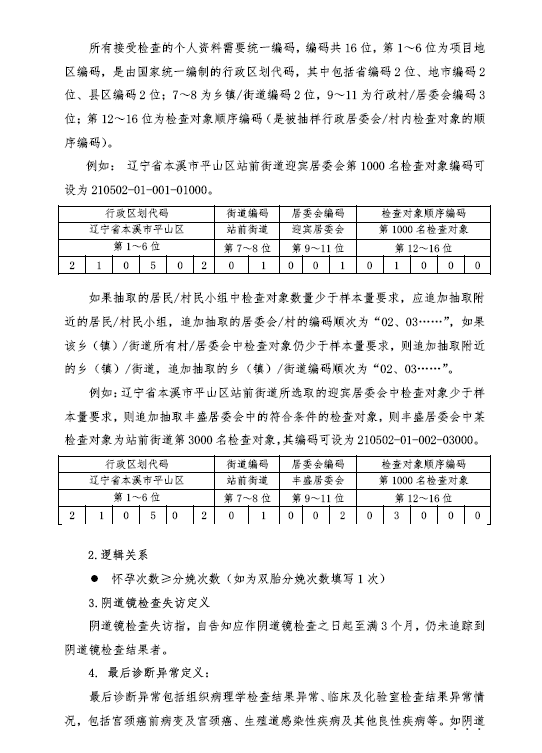 所有接受检查的个人资料需要统一编码，编码共 16 位，第 1～6 位为项目地
区编码，是由国家统一编制的行政区划代码，其中包括省编码 2 位、地市编码 2
位、县区编码 2 位；7～8 为乡镇/街道编码 2 位，9～11 为行政村/居委会编码 3
位；第 12～16 位为检查对象顺序编码（是被抽样行政居委会/村内检查对象的顺
序编码）。
例如： 辽宁省本溪市平山区站前街道迎宾居委会第 1000 名检查对象编码可
设为 210502-01-001-01000。
行政区划代码 街道编码 居委会编码 检查对象顺序编码
辽宁省本溪市平山区 站前街道 迎宾居委会 第 1000 名检查对象
第 1～6 位 第 7～8 位 第 9～11 位 第 12～16 位
2 1 0 5 0 2 0 1 0 0 1 0 1 0 0 0
如果抽取的居民/村民小组中检查对象数量少于样本量要求，应追加抽取附
近的居民/村民小组，追加抽取的居委会/村的编码顺次为“02、03……”，如果
该乡（镇）/街道所有村/居委会中检查对象仍少于样本量要求，则追加抽取附近
的乡（镇）/街道，追加抽取的乡（镇）/街道编码顺次为“02、03……”。
例如：辽宁省本溪市平山区站前街道所选取的迎宾居委会中检查对象少于样
本量要求，则追加抽取丰盛居委会中的符合条件的检查对象，则丰盛居委会中某
检查对象为站前街道第 3000 名检查对象，其编码可设为 210502-01-002-03000。
行政区划代码 街道编码 居委会编码 检查对象顺序编码
辽宁省本溪市平山区 站前街道 丰盛居委会 第 1000 名检查对象
第 1～6 位 第 7～8 位 第 9～11 位 第 12～16 位
2 1 0 5 0 2 0 1 0 0 2 0 3 0 0 0
2.逻辑关系
● 怀孕次数≥分娩次数（如为双胎分娩次数填写 1 次）
3.阴道镜检查失访定义
阴道镜检查失访指，自告知应作阴道镜检查之日起至满 3 个月，仍未追踪到
阴道镜检查结果者。
4. 最后诊断异常定义：
最后诊断异常包括组织病理学检查结果异常、临床及化验室检查结果异常情
况，包括宫颈癌前病变及宫颈癌、生殖道感染性疾病及其他良性疾病等。如阴道